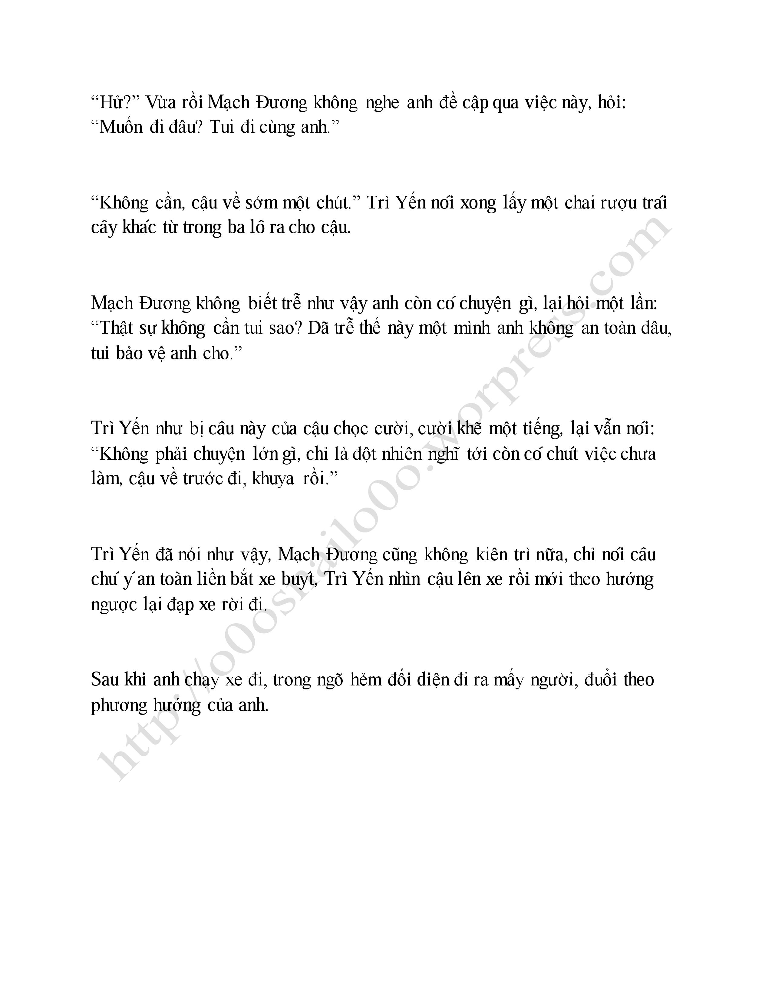 “Hử?” Vừa rồi Mạch Đương không nghe anh đề cập qua việc này, hỏi:
“Muốn đi đâu? Tui đi cùng anh.”
“Không cần, cậu về sớm một chút.” Trì Yến nói xong lấy một chai rượu trái
cây khác từ trong ba lô ra cho cậu.
Mạch Đương không biết trễ như vậy anh còn có chuyện gì, lại hỏi một lần:
“Thật sự không cần tui sao? Đã trễ thế này một mình anh không an toàn đâu,
tui bảo vệ anh cho.”
Trì Yến như bị câu này của cậu chọc cười, cười khẽ một tiếng, lại vẫn nói:
“Không phải chuyện lớn gì, chỉ là đột nhiên nghĩ tới còn có chút việc chưa
làm, cậu về trước đi, khuya rồi.”
Trì Yến đã nói như vậy, Mạch Đương cũng không kiên trì nữa, chỉ nói câu
chú ý an toàn liền bắt xe buýt, Trì Yến nhìn cậu lên xe rồi mới theo hướng
ngược lại đạp xe rời đi.
Sau khi anh chạy xe đi, trong ngõ hẻm đối diện đi ra mấy người, đuổi theo
phương hướng của anh.
http://o0osnailo0o.worpress.com